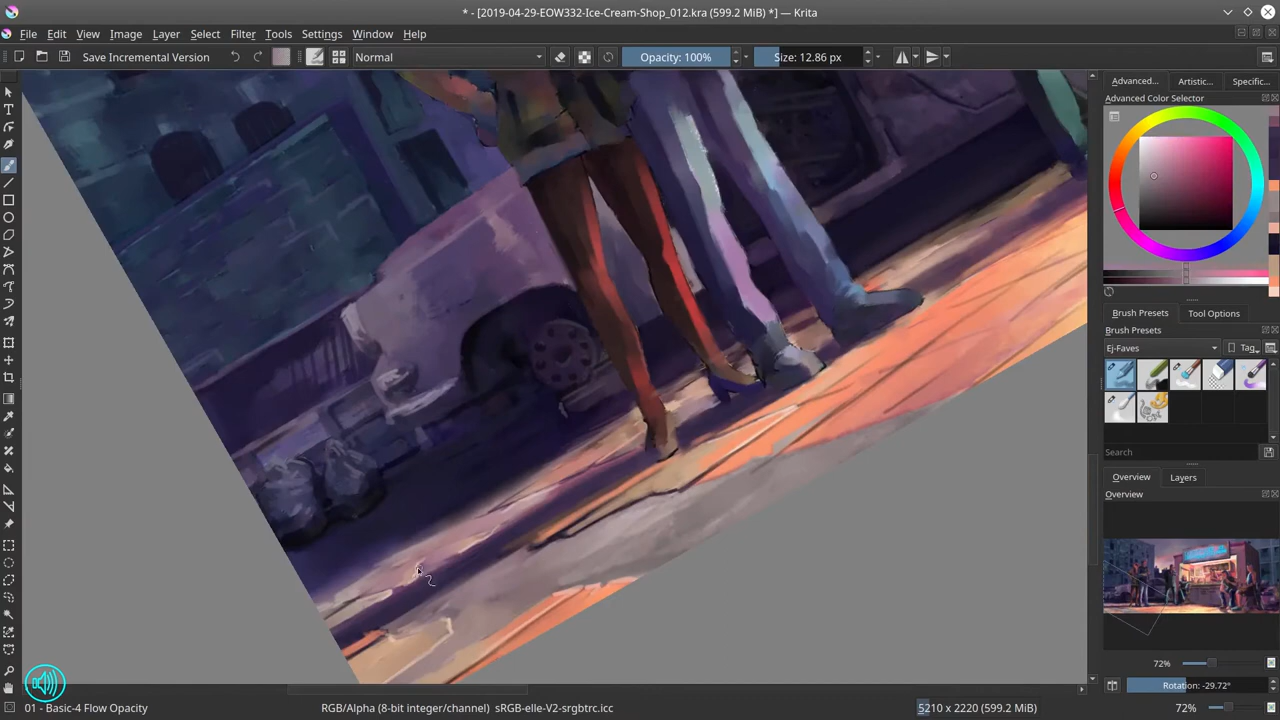 * - [2019-04-29-EOW332-Ice-Cream-Shop_012.kra (599.2 MiB) *] — Krita
File Edit View Image Layer Select Filter Tools Settings Window Help
Save Incremental Version Normal Opacity: 100% Size: 12.86 px
Advanced... Artistic... Specific...
Advanced Color Selector
Brush Presets Tool Options
Brush Presets
Ej-Faves Tag
Search
Overview Layers
Overview
72%
Rotation: -29.72°
01 - Basic-4 Flow Opacity RGB/Alpha (8-bit integer/channel) sRGB-elle-V2-srgbtrc.icc 5210 x 2220 (599.2 MiB) 72%